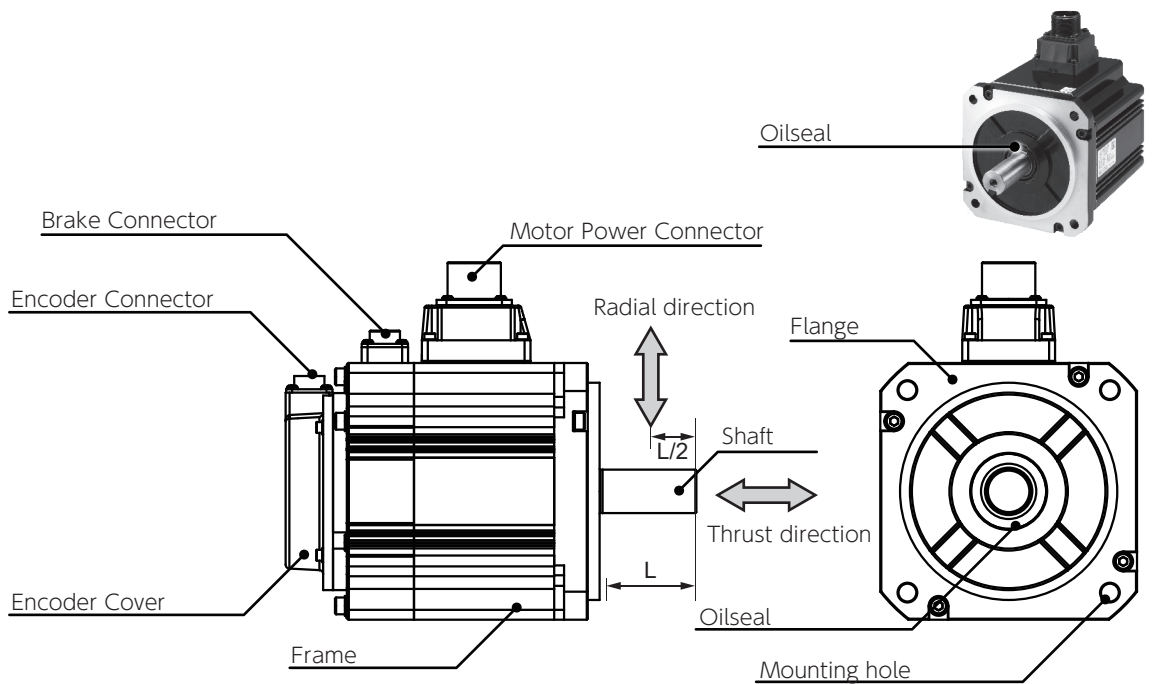 Oilseal
Brake Connector
Motor Power Connector
Encoder Connector
Radial direction
Flange
L/2
Shaft
Thrust direction
L
Encoder Cover
Oilseal
Frame
Mounting hole